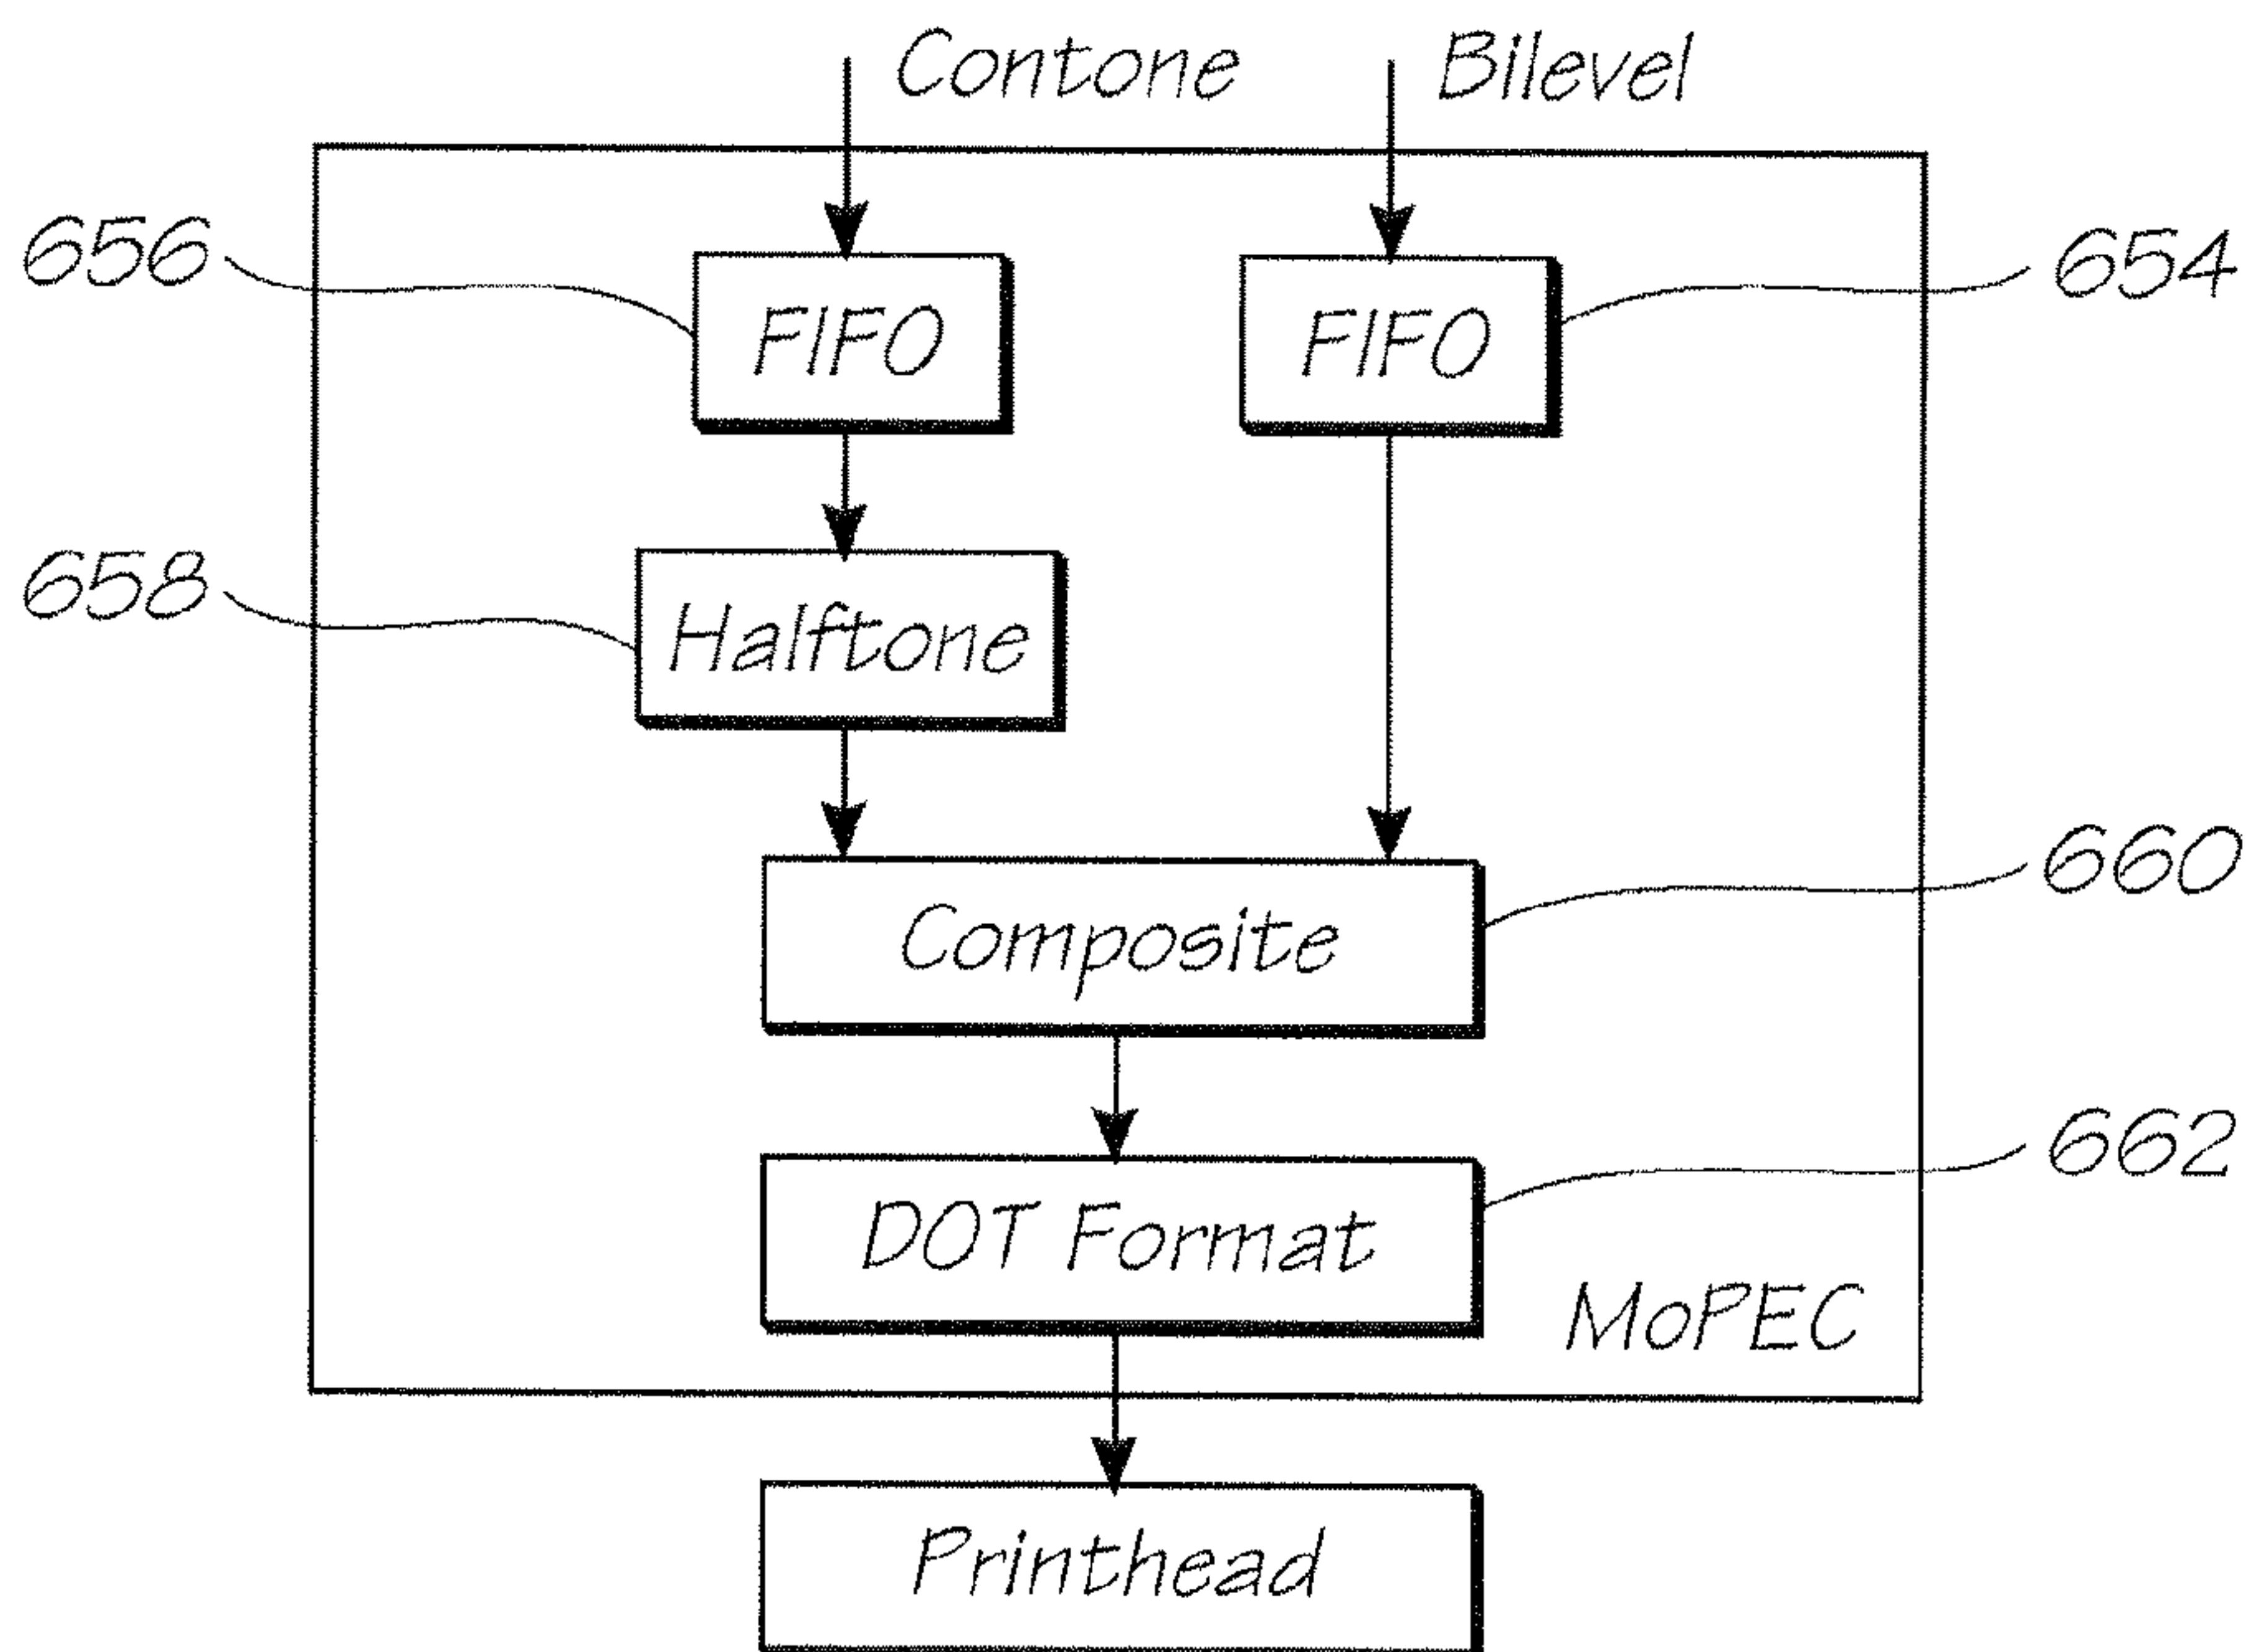 Contone
Bilevel
656
FIFO
FIFO
654
658
Halftone
Composite
660
DOT Format
662
MoPEC
Printhead